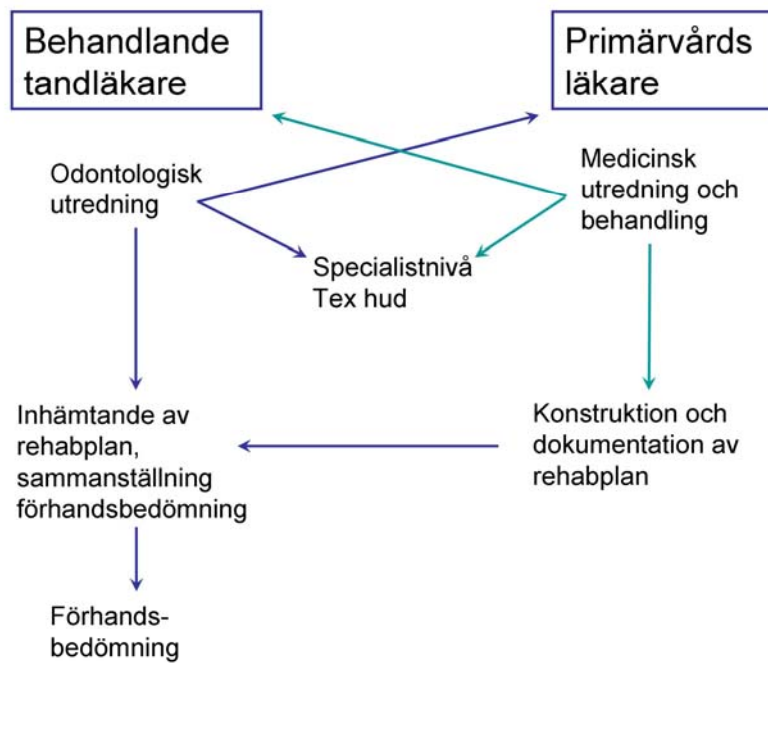 Behandlande
tandläkare
Primärvårds
läkare
Odontologisk
utredning
Medicinsk
utredning och
behandling
Specialistnivå
Tex hud
Inhämtande av
rehabplan,
sammanställning
förhandsbedömning
Konstruktion och
dokumentation av
rehabplan
Förhands-
bedömning